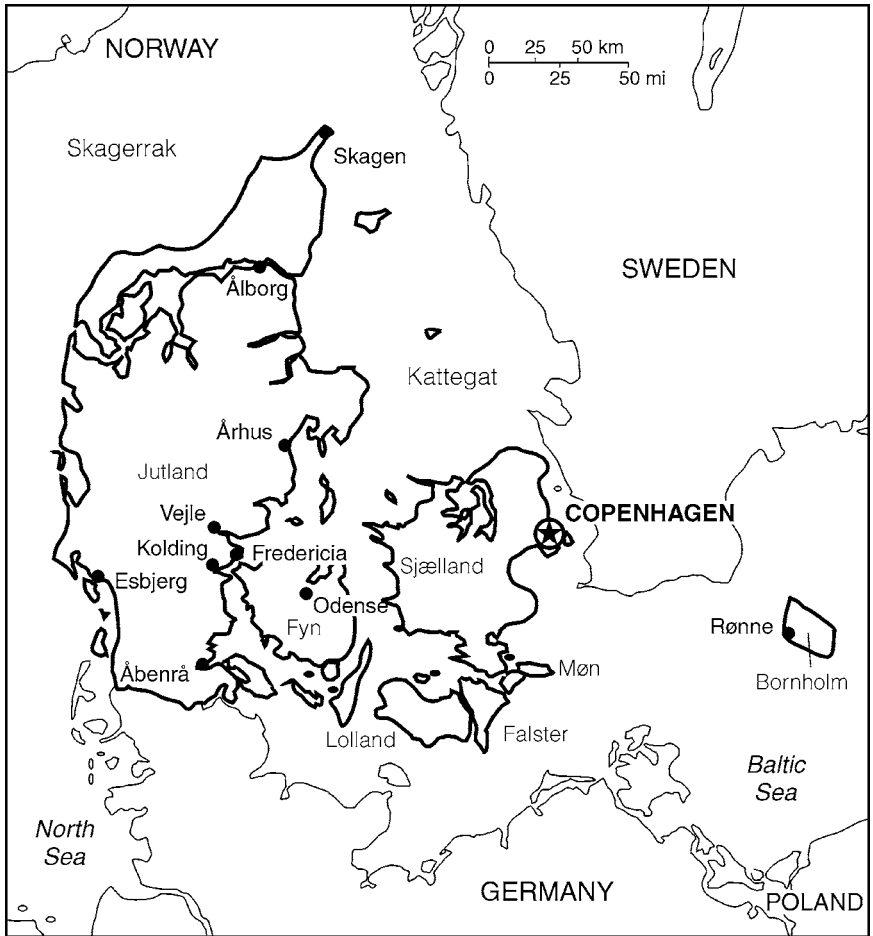 NORWAY
0 25 50 km
0 25 50 mi
Skagerrak
Skagen
SWEDEN
Ålborg
Kattegat
Århus
Jutland
Vejle
COPENHAGEN
Kolding
Fredericia
Sjælland
Esbjerg
Odense
Fyn
Rønne
Åbenrå
Møn
Bornholm
Lolland
Falster
Baltic
Sea
North
Sea
GERMANY
POLAND